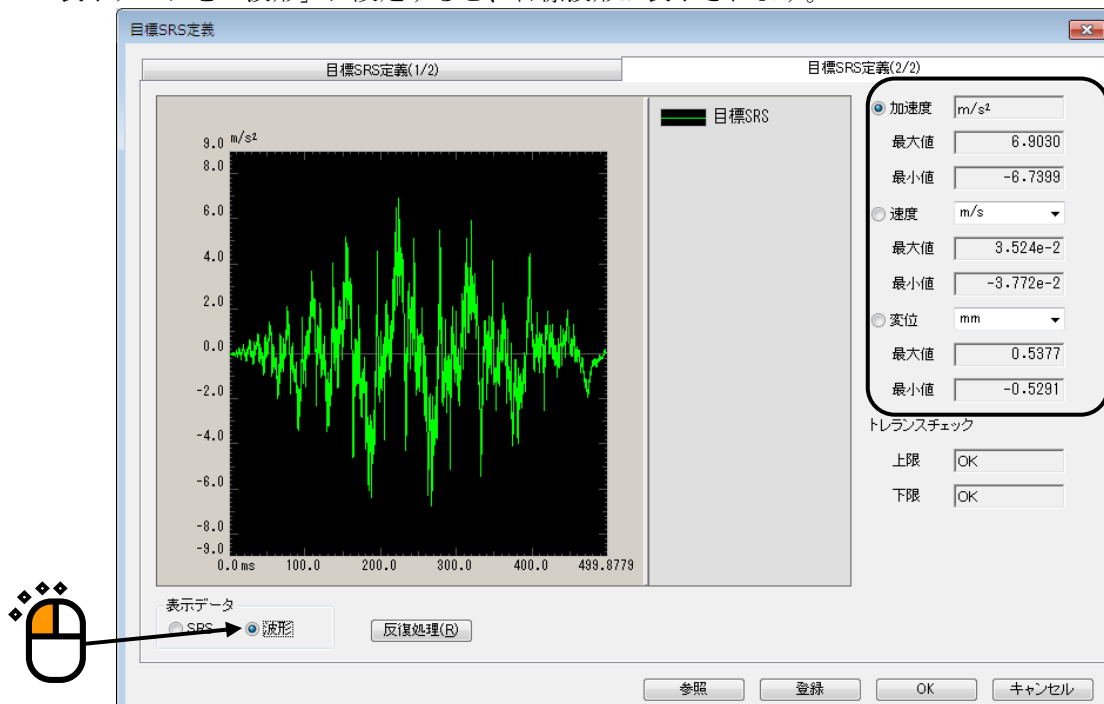 目標SRS定義
目標SRS定義(1/2)
目標SRS定義(2/2)
目標SRS
9.0 m/s²
8.0
6.0
4.0
2.0
0.0
-2.0
-4.0
-6.0
-8.0
-9.0
0.0ms 100.0 200.0 300.0 400.0 499.8779
加速度 m/s²
最大値 6.9030
最小値 -6.7399
速度 m/s
最大値 3.524e-2
最小値 -3.772e-2
変位 mm
最大値 0.5377
最小値 -0.5291
トレランスチェック
上限 OK
下限 OK
表示データ
SRS 波形
反復処理(R)
参照 登録 OK キャンセル